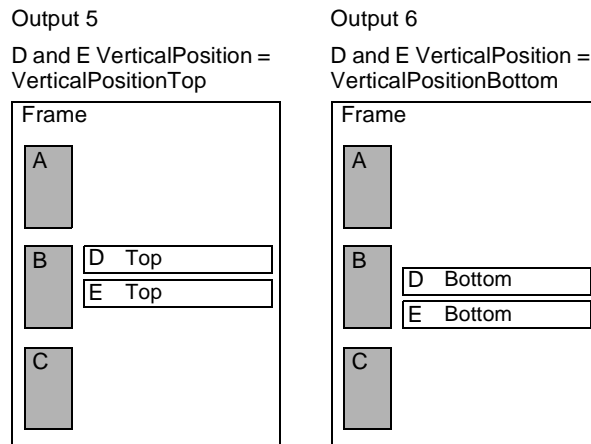 Output 5
D and E VerticalPosition =
VerticalPositionTop
Frame
A
B
D Top
E Top
C
Output 6
D and E VerticalPosition =
VerticalPositionBottom
Frame
A
B
D Bottom
E Bottom
C